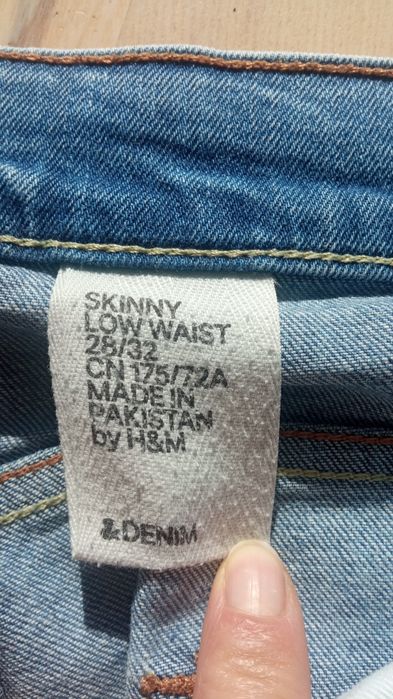 SKINNY
LOW WAIST
28/32
CN 175/72A
MADE IN
PAKISTAN
by H&M
&DENIM